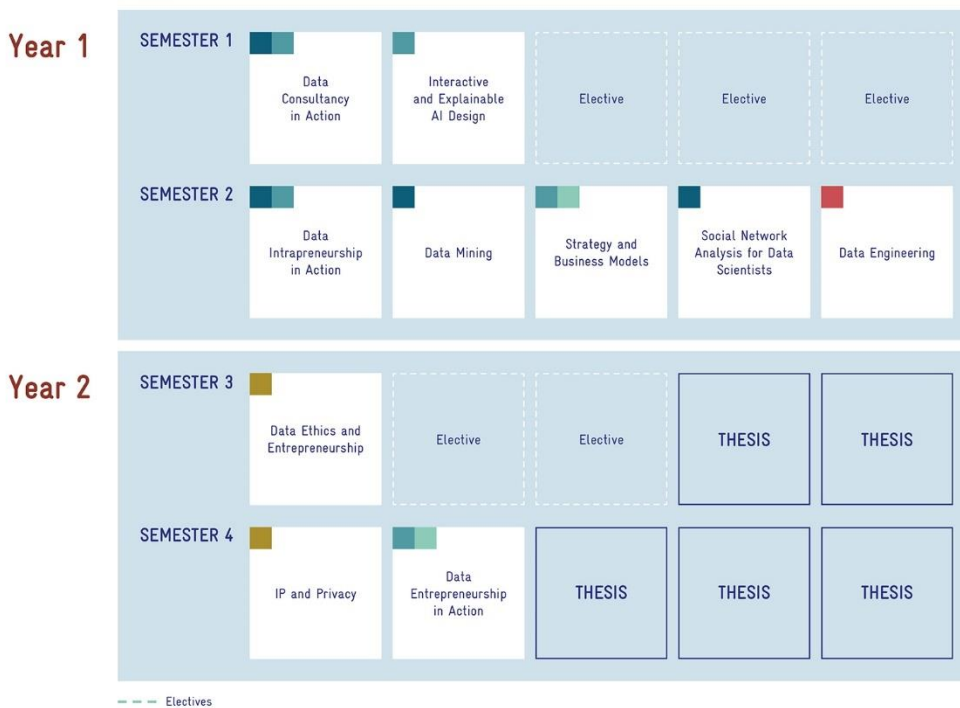 Year 1
SEMESTER 1
Data
Consultancy
in Action
Interactive
and Explainable
AI Design
Elective
Elective
Elective
SEMESTER 2
Data
Intrapreneurship
in Action
Data Mining
Strategy and
Business Models
Social Network
Analysis for Data
Scientists
Data Engineering
Year 2
SEMESTER 3
Data Ethics and
Entrepreneurship
Elective
Elective
THESIS
THESIS
SEMESTER 4
IP and Privacy
Data
Entrepreneurship
in Action
THESIS
THESIS
THESIS
Electives